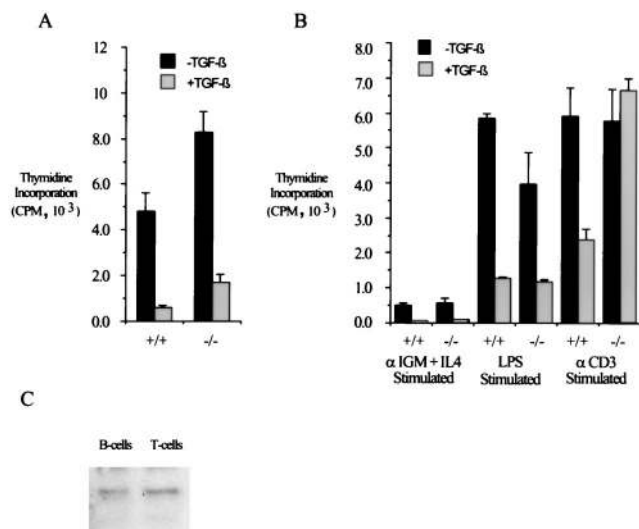 A
-TGF-ß
+TGF-ß
Thymidine
Incorporation
(CPM, 10 3)
12
10
8.0
6.0
4.0
2.0
0.0
+/+
-/-
B
-TGF-ß
+TGF-ß
Thymidine
Incorporation
(CPM, 10 3)
8.0
7.0
6.0
5.0
4.0
3.0
2.0
1.0
0.0
+/+ -/- +/+ -/- +/+ -/-
α IGM + IL4
Stimulated
LPS
Stimulated
α CD3
Stimulated
C
B-cells T-cells